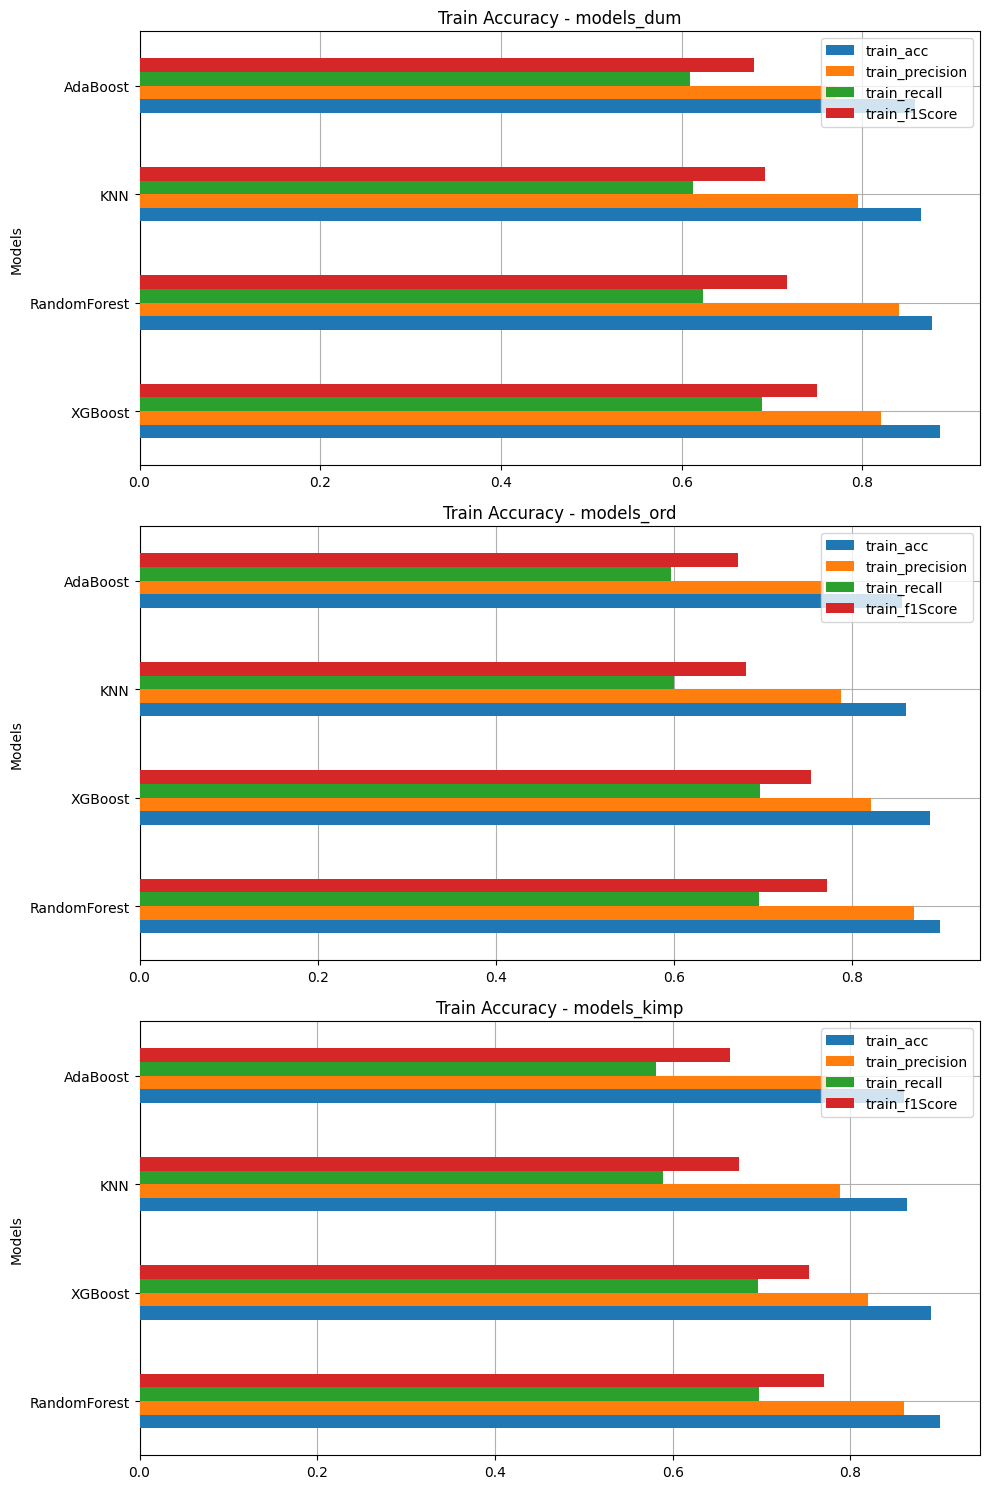 Train Accuracy - models_dum
train_acc
train_precision
train_recall
train_f1Score
AdaBoost
KNN
RandomForest
XGBoost
Models
0.0 0.2 0.4 0.6 0.8
Train Accuracy - models_ord
train_acc
train_precision
train_recall
train_f1Score
AdaBoost
KNN
XGBoost
RandomForest
Models
0.0 0.2 0.4 0.6 0.8
Train Accuracy - models_kimp
train_acc
train_precision
train_recall
train_f1Score
AdaBoost
KNN
XGBoost
RandomForest
Models
0.0 0.2 0.4 0.6 0.8